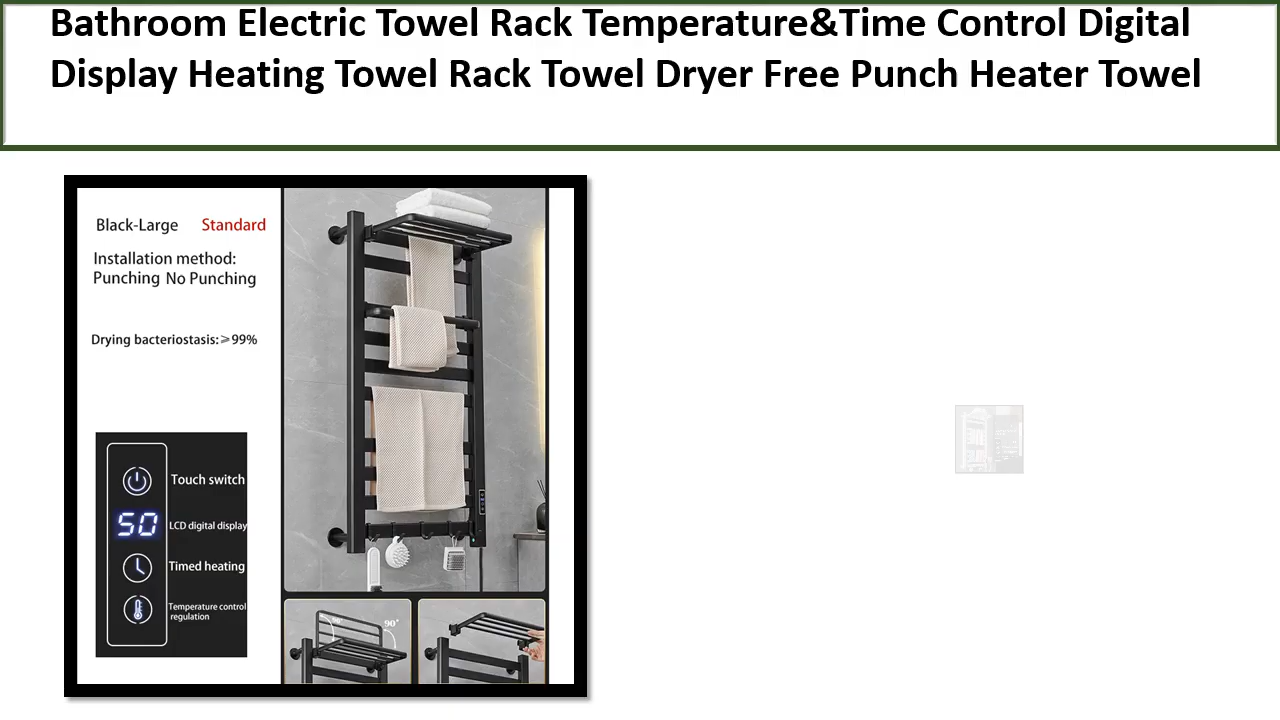 Bathroom Electric Towel Rack Temperature&Time Control Digital
Display Heating Towel Rack Towel Dryer Free Punch Heater Towel
Black-Large Standard
Installation method:
Punching No Punching
Drying bacteriostasis:≥99%
Touch switch
50
LCD digital display
Timed heating
Temperature control
regulation
90°
90°